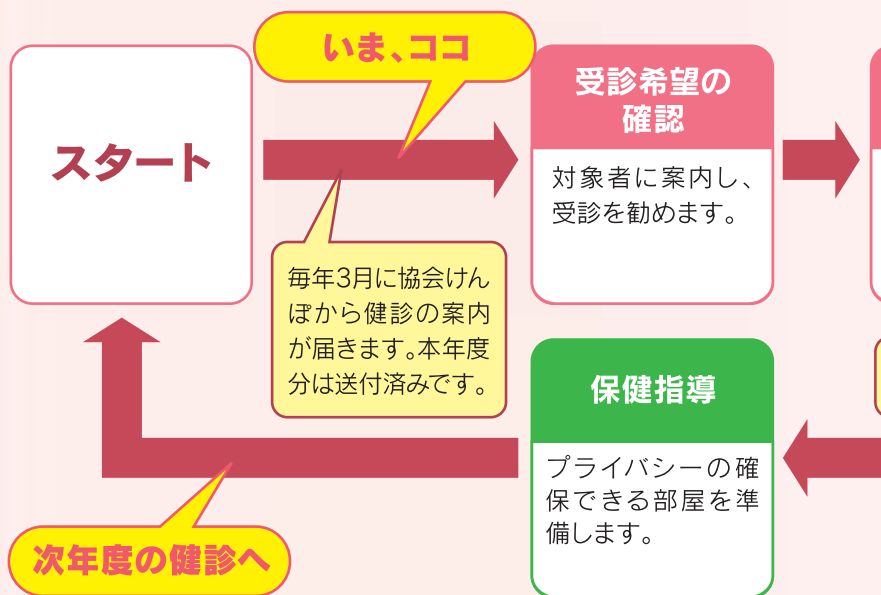 いま、ココ
スタート
受診希望の
確認
対象者に案内し、
受診を勧めます。
毎年3月に協会けん
ぽから健診の案内
が届きます。本年度
分は送付済みです。
保健指導
プライバシーの確
保できる部屋を準
備します。
次年度の健診へ